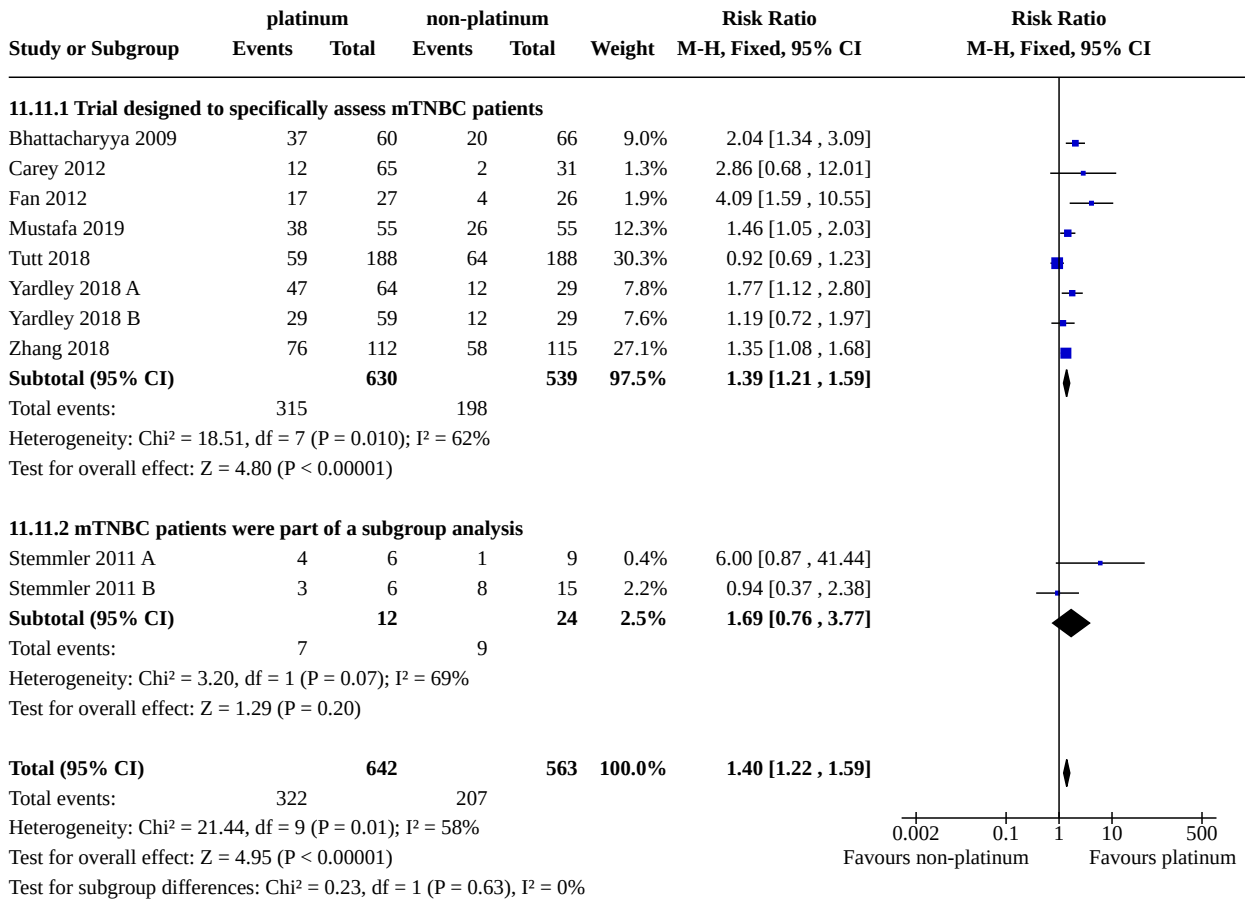 platinum non-platinum Risk Ratio Risk Ratio
Study or Subgroup Events Total Events Total Weight M-H, Fixed, 95% CI M-H, Fixed, 95% CI
11.11.1 Trial designed to specifically assess mTNBC patients
Bhattacharyya 2009 37 60 20 66 9.0% 2.04 [1.34 , 3.09]
Carey 2012 12 65 2 31 1.3% 2.86 [0.68 , 12.01]
Fan 2012 17 27 4 26 1.9% 4.09 [1.59 , 10.55]
Mustafa 2019 38 55 26 55 12.3% 1.46 [1.05 , 2.03]
Tutt 2018 59 188 64 188 30.3% 0.92 [0.69 , 1.23]
Yardley 2018 A 47 64 12 29 7.8% 1.77 [1.12 , 2.80]
Yardley 2018 B 29 59 12 29 7.6% 1.19 [0.72 , 1.97]
Zhang 2018 76 112 58 115 27.1% 1.35 [1.08 , 1.68]
Subtotal (95% CI) 630 539 97.5% 1.39 [1.21 , 1.59]
Total events: 315 198
Heterogeneity: Chi² = 18.51, df = 7 (P = 0.010); I² = 62%
Test for overall effect: Z = 4.80 (P < 0.00001)
11.11.2 mTNBC patients were part of a subgroup analysis
Stemmler 2011 A 4 6 1 9 0.4% 6.00 [0.87 , 41.44]
Stemmler 2011 B 3 6 8 15 2.2% 0.94 [0.37 , 2.38]
Subtotal (95% CI) 12 24 2.5% 1.69 [0.76 , 3.77]
Total events: 7 9
Heterogeneity: Chi² = 3.20, df = 1 (P = 0.07); I² = 69%
Test for overall effect: Z = 1.29 (P = 0.20)
Total (95% CI) 642 563 100.0% 1.40 [1.22 , 1.59]
Total events: 322 207
Heterogeneity: Chi² = 21.44, df = 9 (P = 0.01); I² = 58%
Test for overall effect: Z = 4.95 (P < 0.00001)
Test for subgroup differences: Chi² = 0.23, df = 1 (P = 0.63), I² = 0%
0.002 0.1 1 10 500
Favours non-platinum Favours platinum